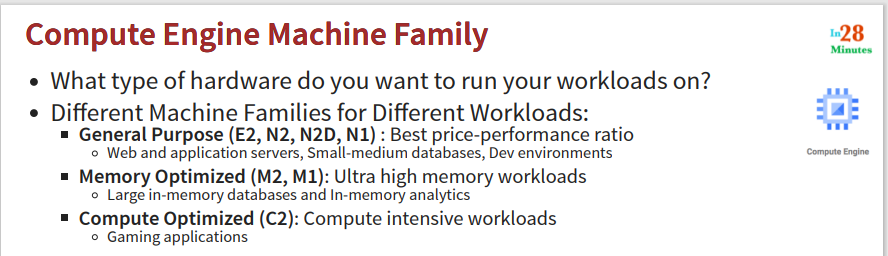 Compute Engine Machine Family
In28
Minutes
• What type of hardware do you want to run your workloads on?
• Different Machine Families for Different Workloads:
▪ General Purpose (E2, N2, N2D, N1) : Best price-performance ratio
◦ Web and application servers, Small-medium databases, Dev environments
▪ Memory Optimized (M2, M1): Ultra high memory workloads
◦ Large in-memory databases and In-memory analytics
▪ Compute Optimized (C2): Compute intensive workloads
◦ Gaming applications
Compute Engine